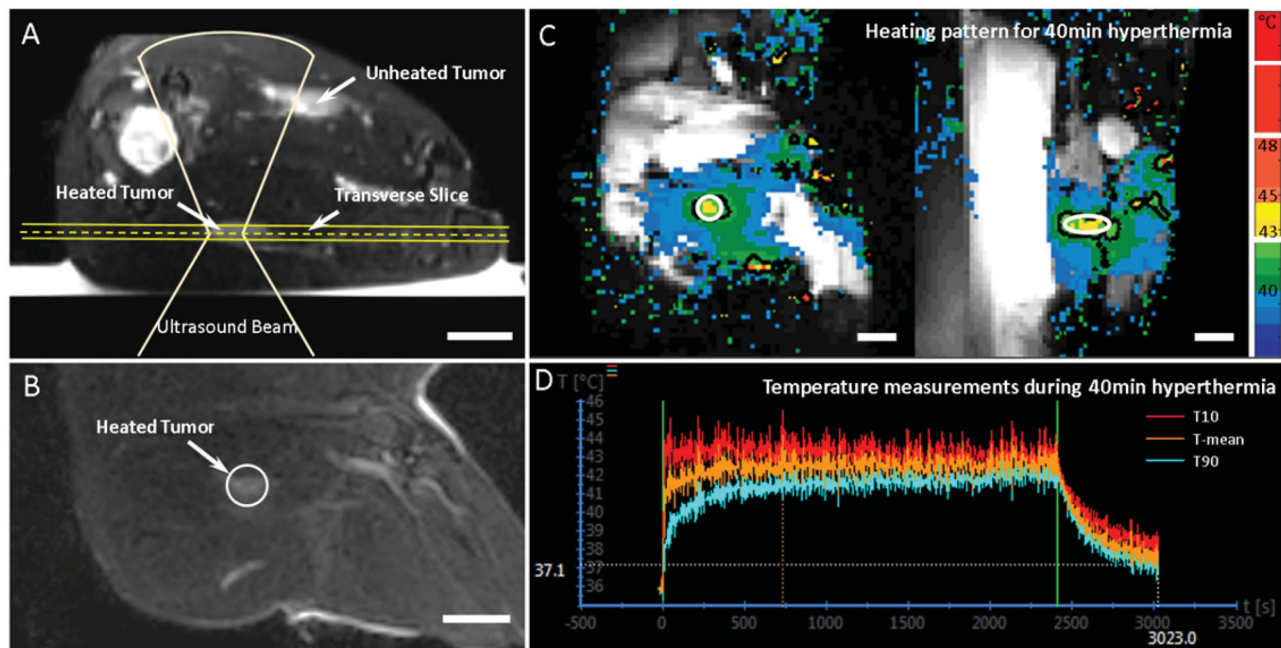 A
Unheated Tumor
Heated Tumor
Transverse Slice
Ultrasound Beam
B
Heated Tumor
C
Heating pattern for 40min hyperthermia
°C
48
45
43
40
D
T [°C]
Temperature measurements during 40min hyperthermia
46
45
44
43
42
41
40
39
38
37
36
37.1
T10
T-mean
T90
-500
0
500
1000
1500
2000
2500
3000
3500
t [s]
3023.0